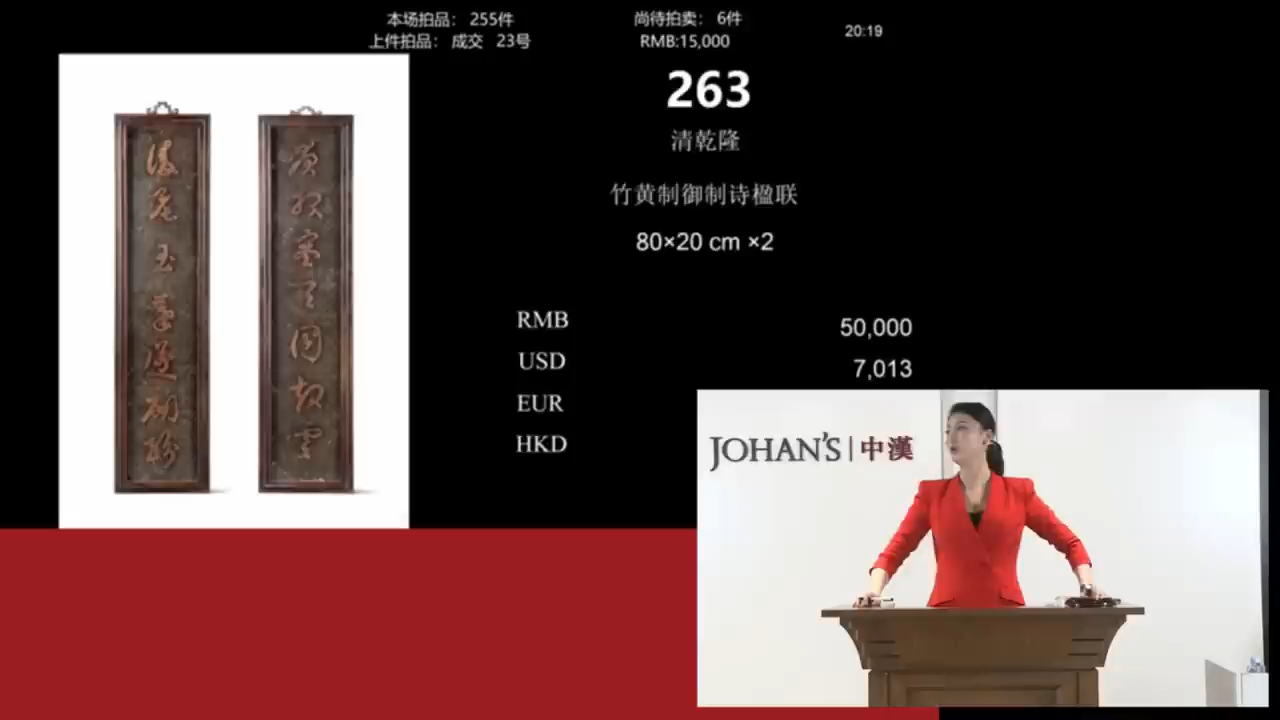 本场拍品： 255件
尚待拍卖： 6件
上件拍品： 成交 23号
RMB:15,000
20:19
263
清乾隆
竹黄制御制诗楹联
80×20 cm ×2
RMB 50,000
USD 7,013
EUR
HKD
JOHAN'S | 中漢